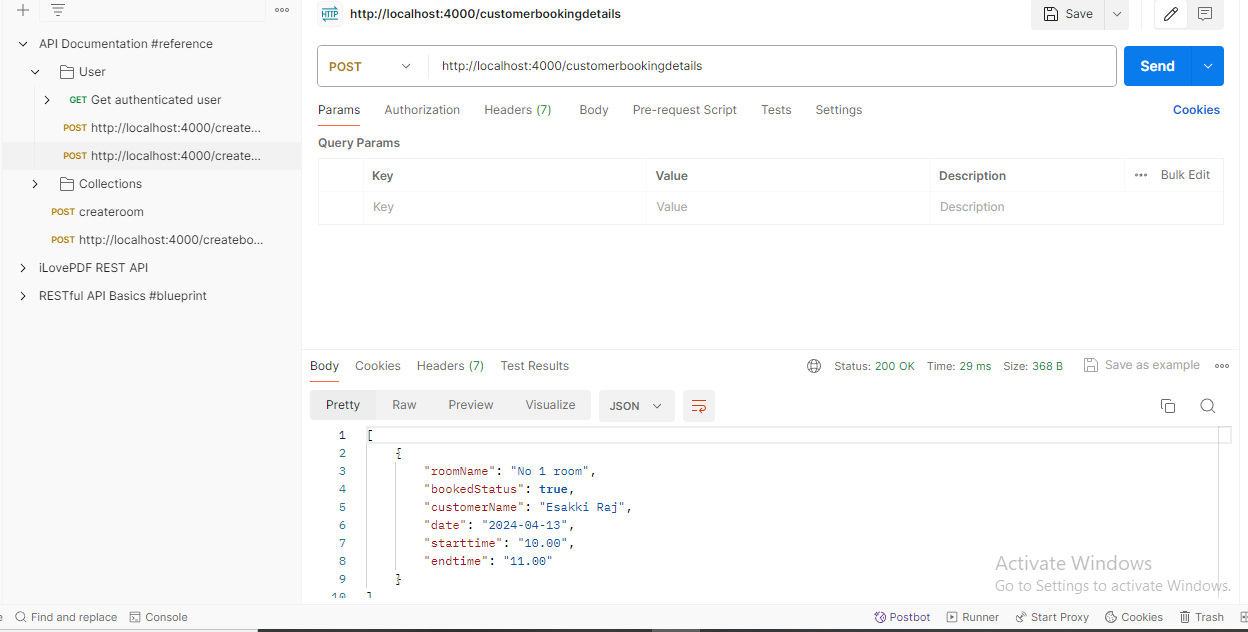 HTTP http://localhost:4000/customerbookingdetails
Save
API Documentation #reference
User
GET Get authenticated user
POST http://localhost:4000/create...
POST http://localhost:4000/create...
Collections
POST createroom
POST http://localhost:4000/createbo...
iLovePDF REST API
RESTful API Basics #blueprint
POST http://localhost:4000/customerbookingdetails Send
Params Authorization Headers (7) Body Pre-request Script Tests Settings Cookies
Query Params
Key Value Description Bulk Edit
Key Value Description
Body Cookies Headers (7) Test Results Status: 200 OK Time: 29 ms Size: 368 B Save as example
Pretty Raw Preview Visualize JSON
1 [
2 {
3 "roomName": "No 1 room",
4 "bookedStatus": true,
5 "customerName": "Esakki Raj",
6 "date": "2024-04-13",
7 "starttime": "10.00",
8 "endtime": "11.00"
9 }
10 ]
Activate Windows
Go to Settings to activate Windows.
Find and replace Console Postbot Runner Start Proxy Cookies Trash